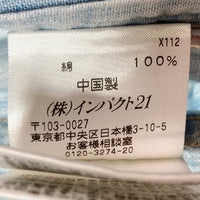 X112
綿 100%
中国製
(株)インパクト21
〒103-0027
東京都中央区日本橋3-10-5
お客様相談室
0120-3274-20